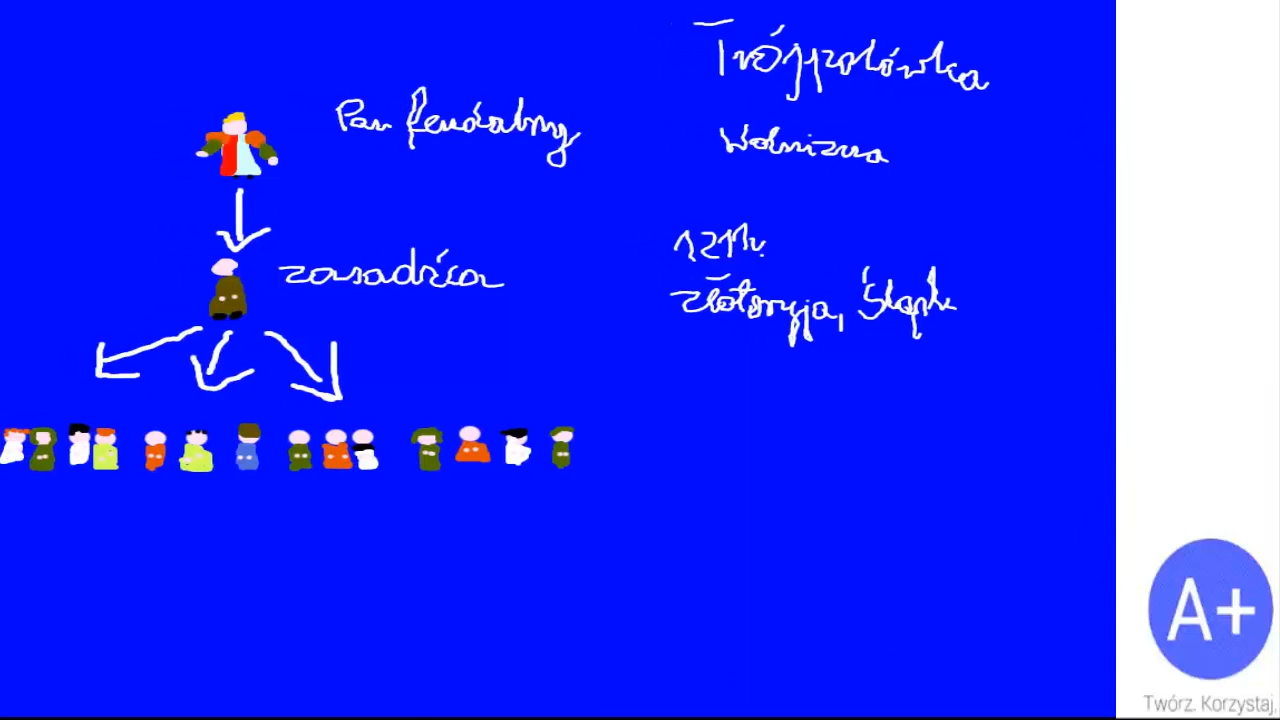 Trójpolówka
Pan feudalny
Wolnizna
1211r.
zasadźca
Złotoryja, Śląsk
A+
Twórz. Korzystaj.